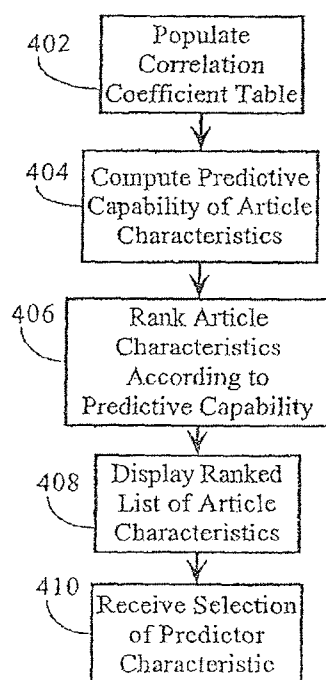 402
Populate
Correlation
Coefficient Table
404
Compute Predictive
Capability of Article
Characteristics
406
Rank Article
Characteristics
According to
Predictive Capability
408
Display Ranked
List of Article
Characteristics
410
Receive Selection
of Predictor
Characteristic